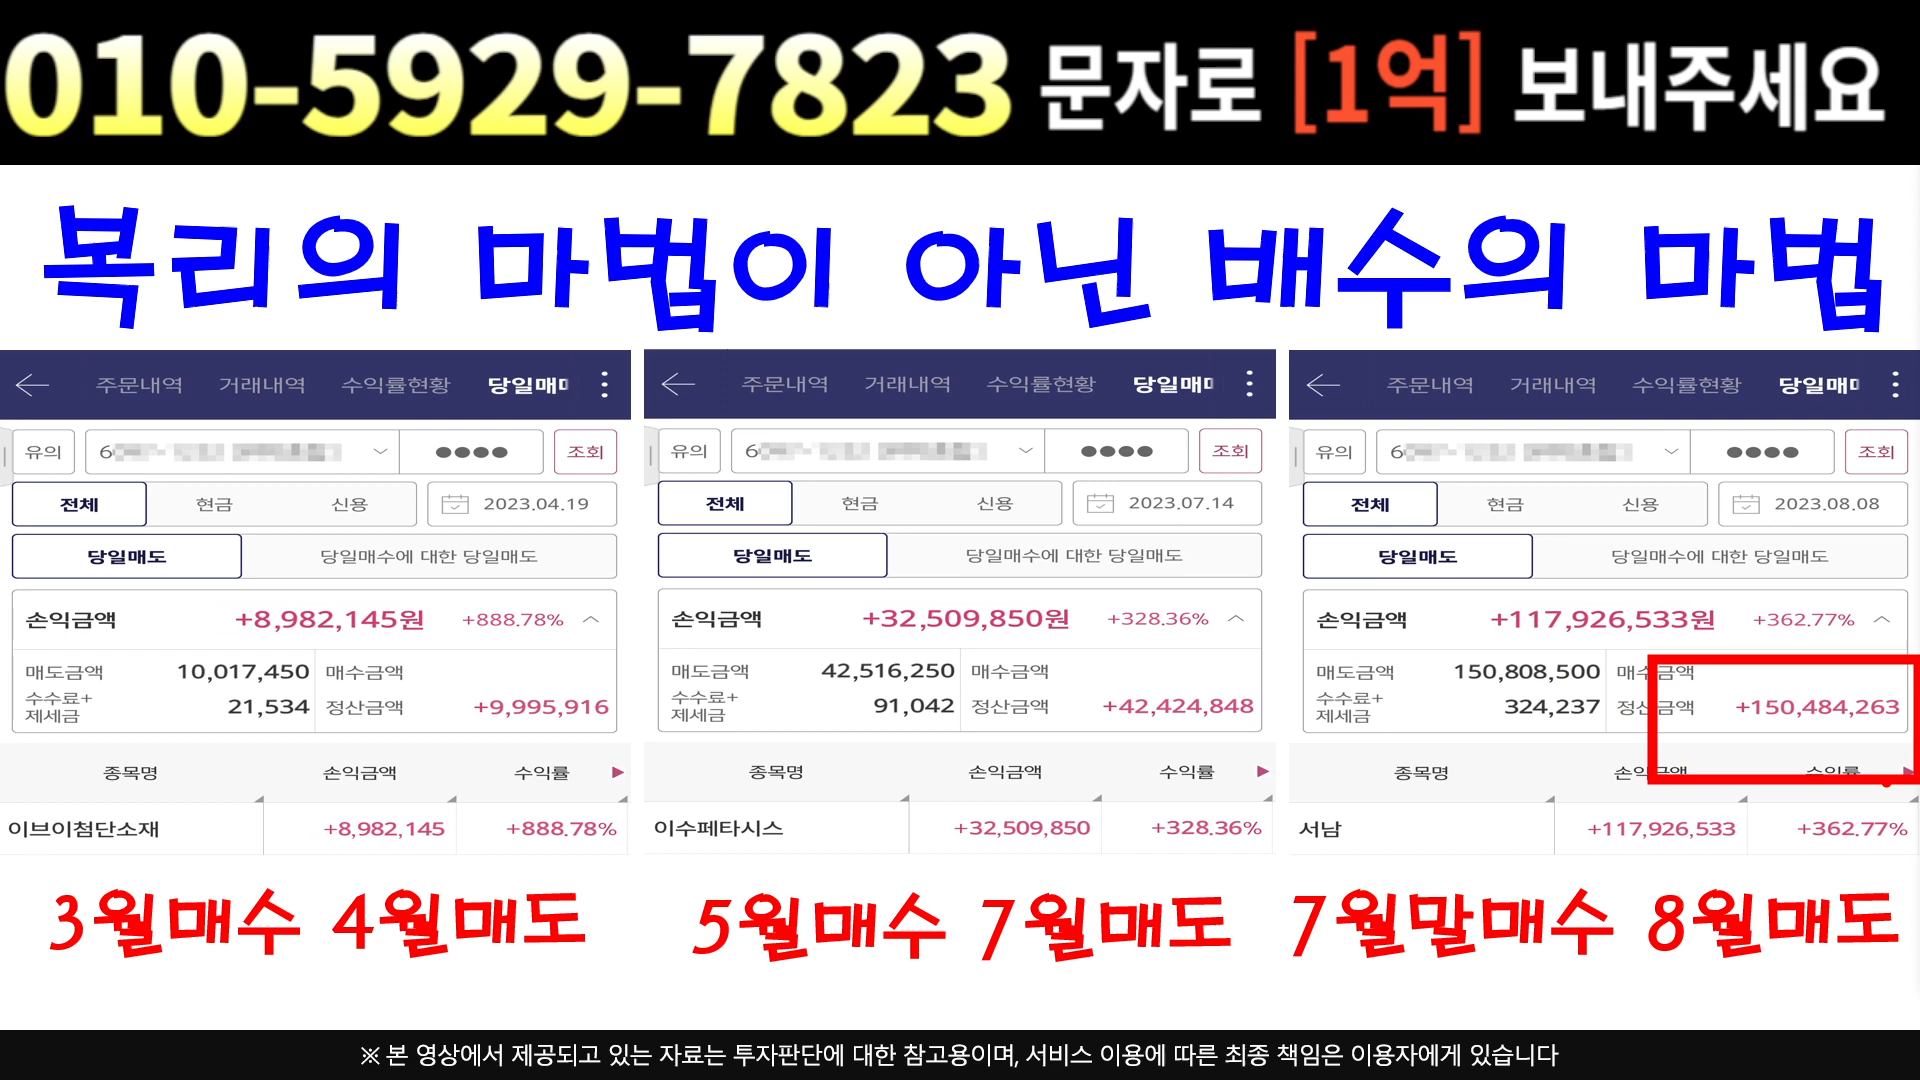 010-5929-7823 문자로 [1억] 보내주세요
복리의 마법이 아닌 배수의 마법
주문내역 거래내역 수익률현황 당일매
유의 6 ●●●● 조회
전체 현금 신용 2023.04.19
당일매도 당일매수에 대한 당일매도
손익금액 +8,982,145원 +888.78%
매도금액 10,017,450 매수금액
수수료+
제세금 21,534 정산금액 +9,995,916
종목명 손익금액 수익률
이브이첨단소재 +8,982,145 +888.78%
3월매수 4월매도
주문내역 거래내역 수익률현황 당일매
유의 6 ●●●● 조회
전체 현금 신용 2023.07.14
당일매도 당일매수에 대한 당일매도
손익금액 +32,509,850원 +328.36%
매도금액 42,516,250 매수금액
수수료+
제세금 91,042 정산금액 +42,424,848
종목명 손익금액 수익률
이수페타시스 +32,509,850 +328.36%
5월매수 7월매도
주문내역 거래내역 수익률현황 당일매
유의 6 ●●●● 조회
전체 현금 신용 2023.08.08
당일매도 당일매수에 대한 당일매도
손익금액 +117,926,533원 +362.77%
매도금액 150,808,500 매수금액
수수료+
제세금 324,237 정산금액 +150,484,263
종목명 손익금액 수익률
서남 +117,926,533 +362.77%
7월말매수 8월매도
※ 본 영상에서 제공되고 있는 자료는 투자판단에 대한 참고용이며, 서비스 이용에 따른 최종 책임은 이용자에게 있습니다